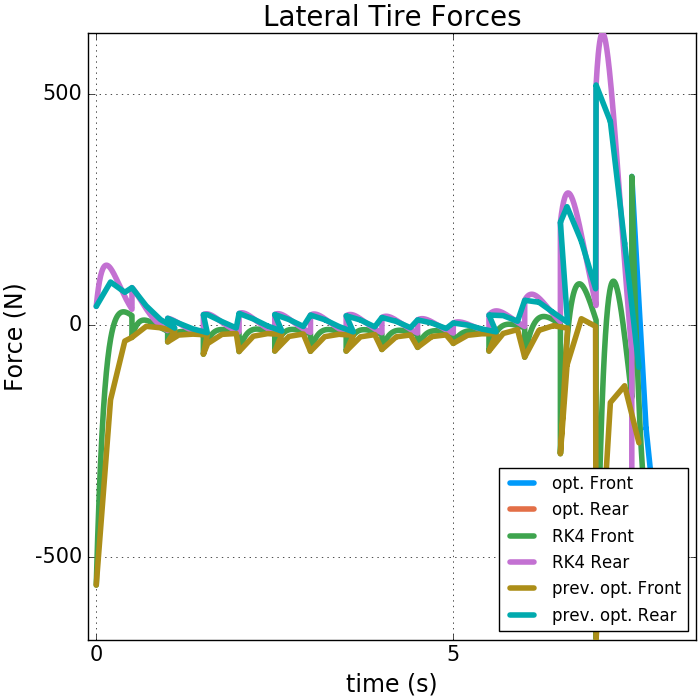 Lateral Tire Forces
500
0
-500
Force (N)
0
5
time (s)
opt. Front
opt. Rear
RK4 Front
RK4 Rear
prev. opt. Front
prev. opt. Rear